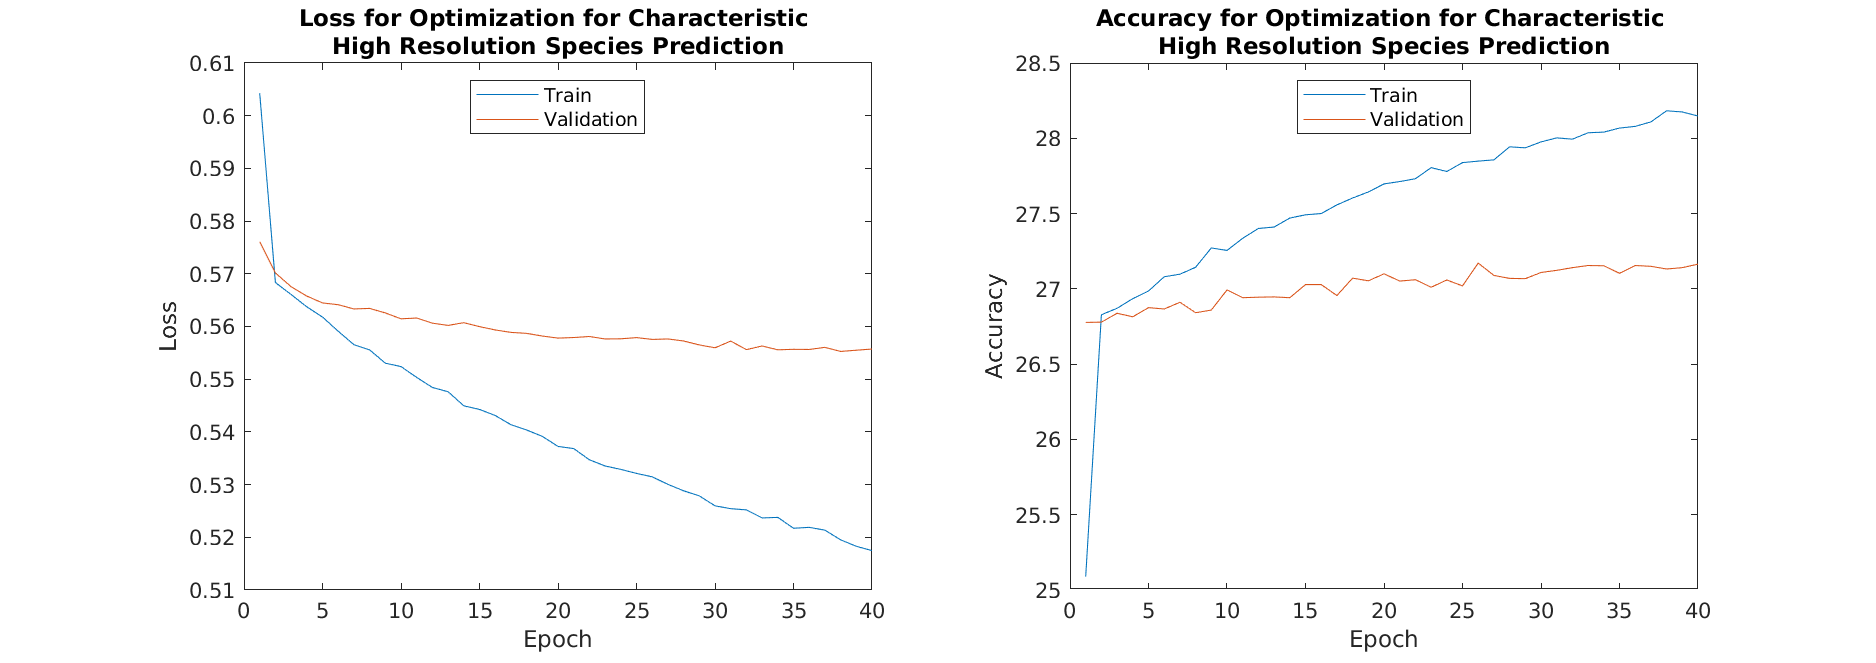 Loss for Optimization for Characteristic
High Resolution Species Prediction
0.61
0.6
0.59
0.58
0.57
0.56
0.55
0.54
0.53
0.52
0.51
Loss
Train
Validation
0 5 10 15 20 25 30 35 40
Epoch
Accuracy for Optimization for Characteristic
High Resolution Species Prediction
28.5
28
27.5
27
26.5
26
25.5
25
Accuracy
Train
Validation
0 5 10 15 20 25 30 35 40
Epoch